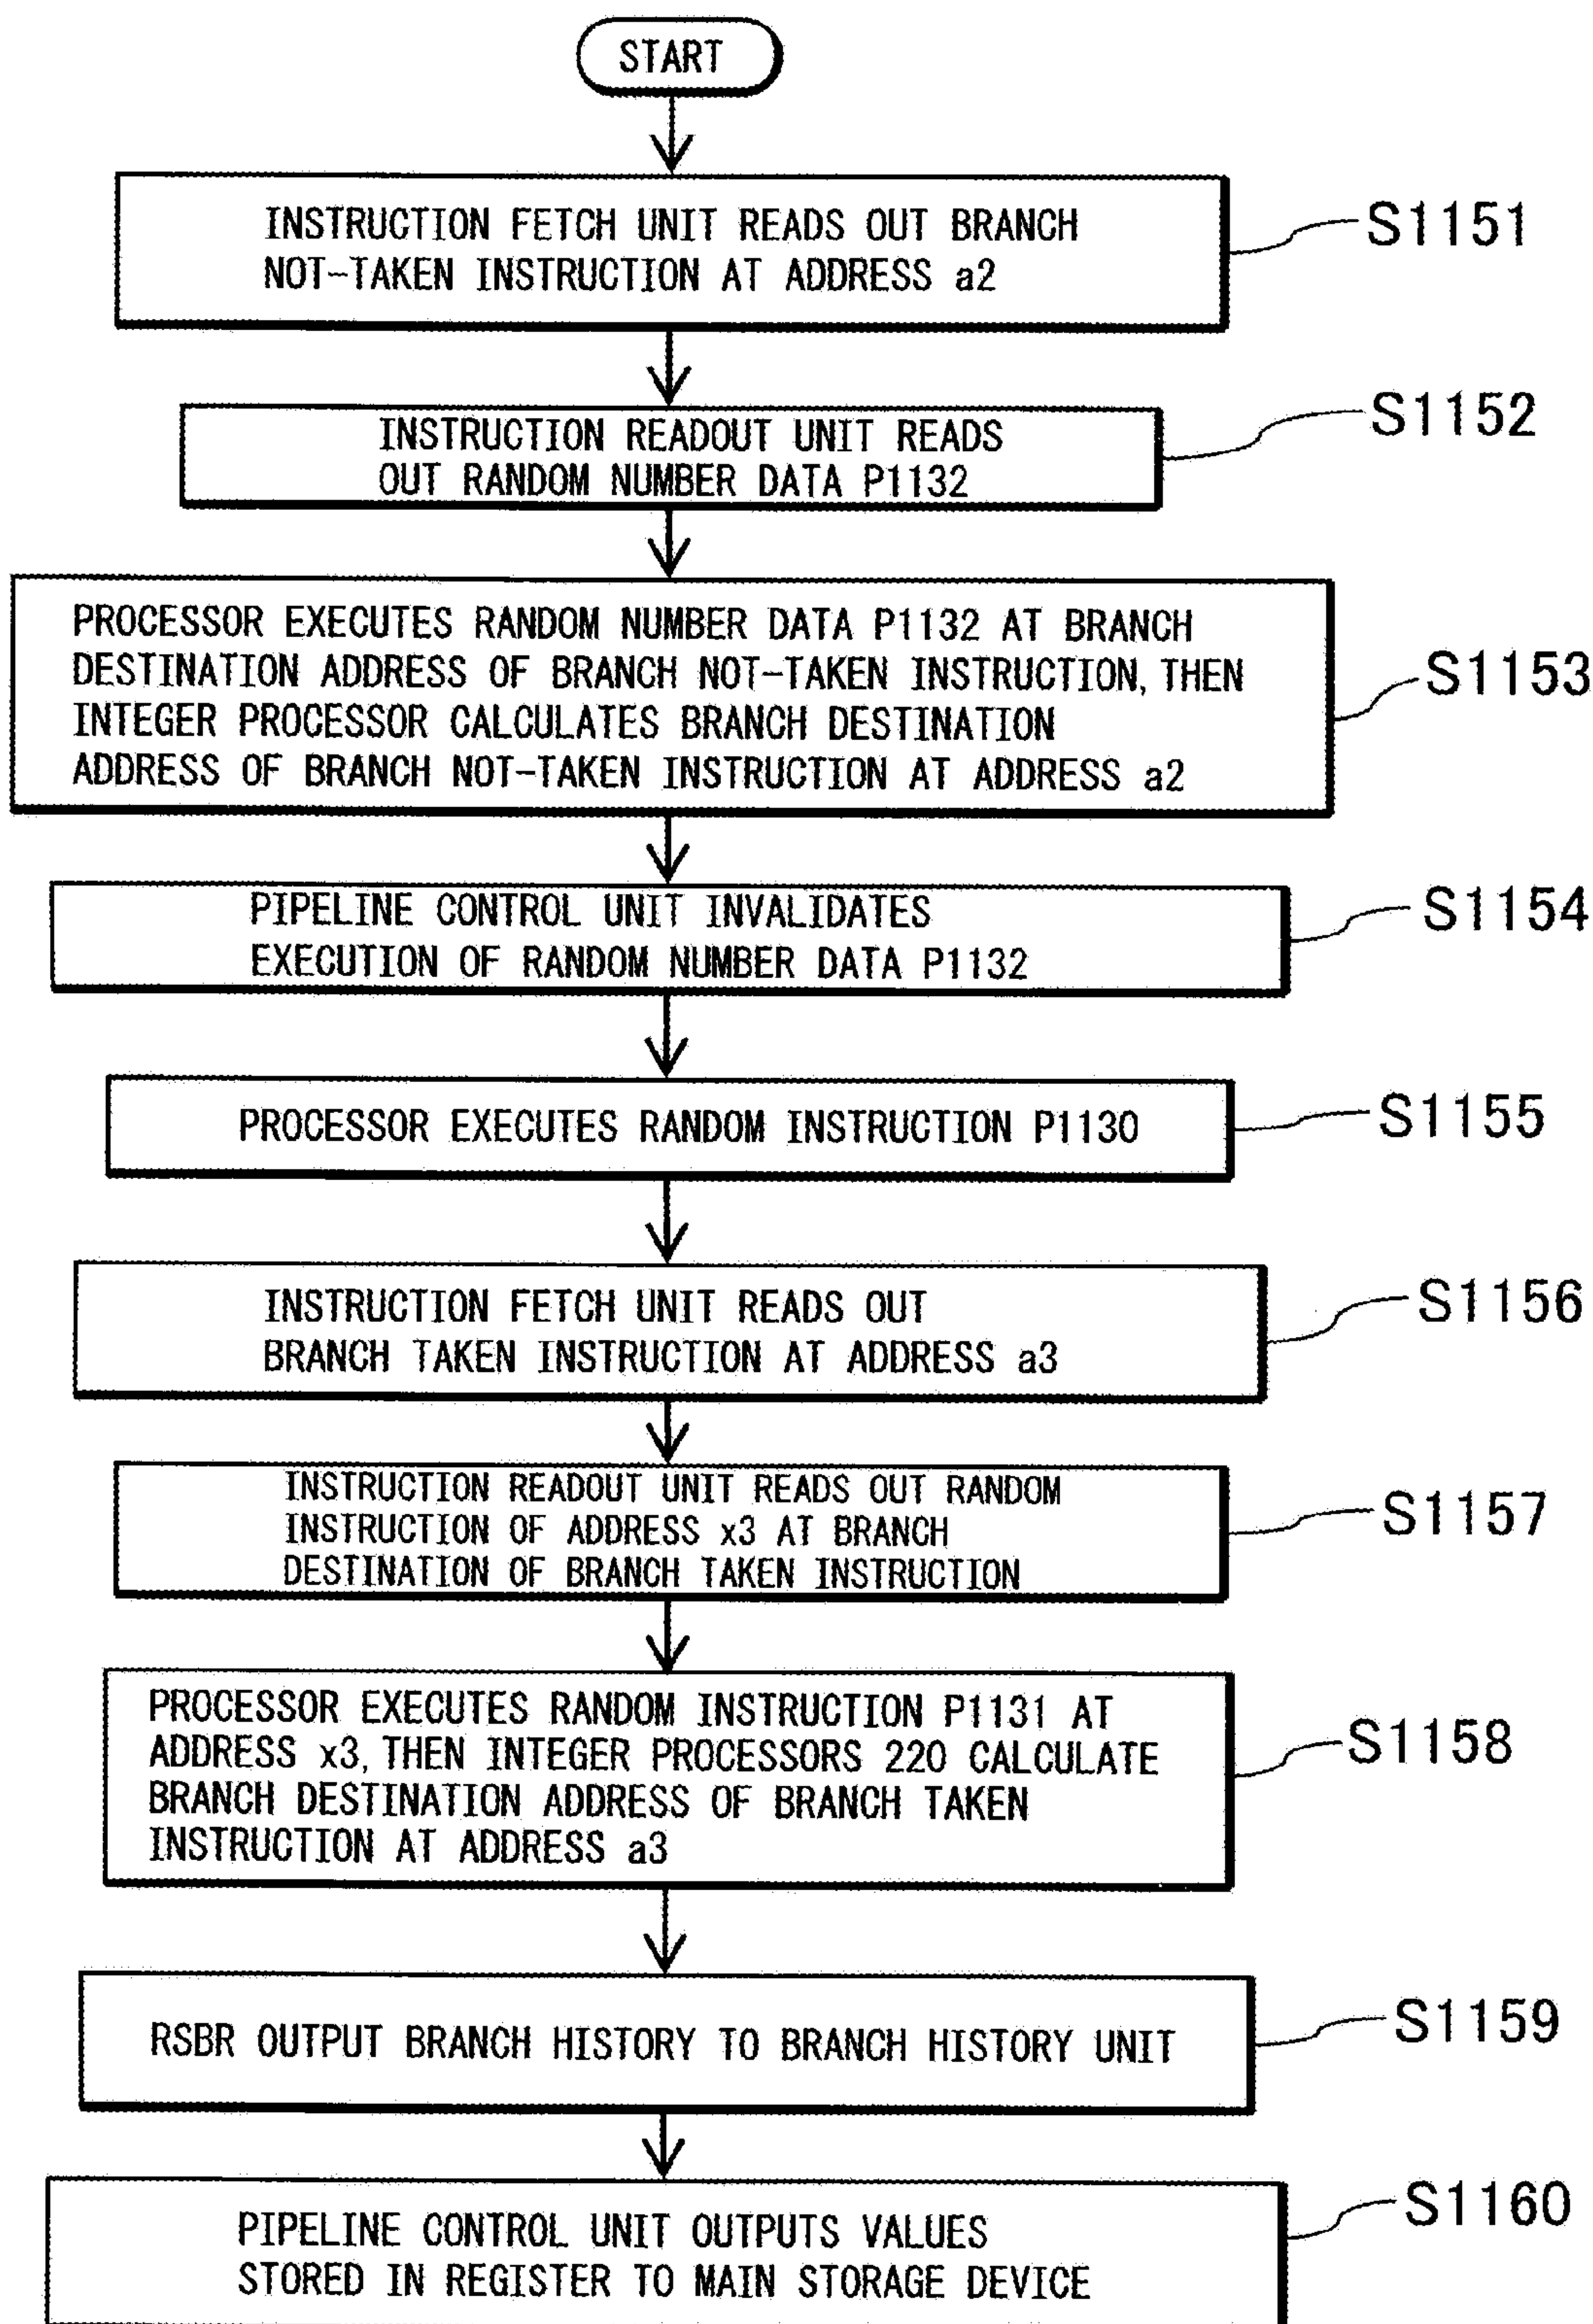 START
INSTRUCTION FETCH UNIT READS OUT BRANCH
NOT-TAKEN INSTRUCTION AT ADDRESS a2
S1151
INSTRUCTION READOUT UNIT READS
OUT RANDOM NUMBER DATA P1132
S1152
PROCESSOR EXECUTES RANDOM NUMBER DATA P1132 AT BRANCH
DESTINATION ADDRESS OF BRANCH NOT-TAKEN INSTRUCTION, THEN
INTEGER PROCESSOR CALCULATES BRANCH DESTINATION
ADDRESS OF BRANCH NOT-TAKEN INSTRUCTION AT ADDRESS a2
S1153
PIPELINE CONTROL UNIT INVALIDATES
EXECUTION OF RANDOM NUMBER DATA P1132
S1154
PROCESSOR EXECUTES RANDOM INSTRUCTION P1130
S1155
INSTRUCTION FETCH UNIT READS OUT
BRANCH TAKEN INSTRUCTION AT ADDRESS a3
S1156
INSTRUCTION READOUT UNIT READS OUT RANDOM
INSTRUCTION OF ADDRESS x3 AT BRANCH
DESTINATION OF BRANCH TAKEN INSTRUCTION
S1157
PROCESSOR EXECUTES RANDOM INSTRUCTION P1131 AT
ADDRESS x3, THEN INTEGER PROCESSORS 220 CALCULATE
BRANCH DESTINATION ADDRESS OF BRANCH TAKEN
INSTRUCTION AT ADDRESS a3
S1158
RSBR OUTPUT BRANCH HISTORY TO BRANCH HISTORY UNIT
S1159
PIPELINE CONTROL UNIT OUTPUTS VALUES
STORED IN REGISTER TO MAIN STORAGE DEVICE
S1160